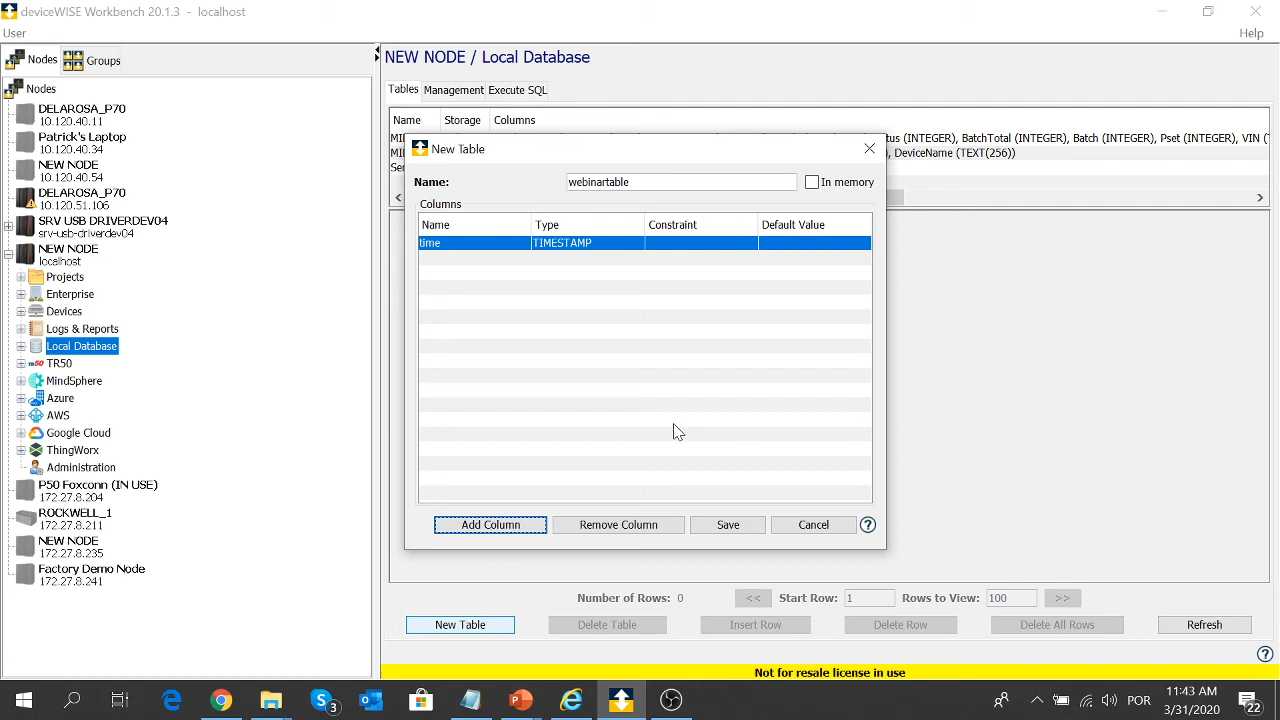 deviceWISE Workbench 20.1.3 - localhost
User
Help
Nodes
Groups
Nodes
DELAROSA_P70
10.120.40.11
Patrick's Laptop
10.120.40.34
NEW NODE
10.120.40.54
DELAROSA_P70
10.120.51.106
SRV USB DRIVERDEV04
srv-usb-driverdev04
NEW NODE
localhost
Projects
Enterprise
Devices
Logs & Reports
Local Database
TR50
MindSphere
Azure
AWS
Google Cloud
ThingWorx
Administration
P50 Foxconn (IN USE)
172.27.8.204
ROCKWELL_1
172.27.8.211
NEW NODE
172.27.8.235
Factory Demo Node
172.27.8.241
NEW NODE / Local Database
Tables Management Execute SQL
Name Storage Columns
(INTEGER), BatchTotal (INTEGER), Batch (INTEGER), Pset (INTEGER), VIN (T
, DeviceName (TEXT(256))
New Table
Name: webinartable In memory
Columns
Name Type Constraint Default Value
time TIMESTAMP
Add Column Remove Column Save Cancel
Number of Rows: 0 << Start Row: 1 Rows to View: 100 >>
New Table Delete Table Insert Row Delete Row Delete All Rows Refresh
Not for resale license in use
3
POR
11:43 AM
3/31/2020
22